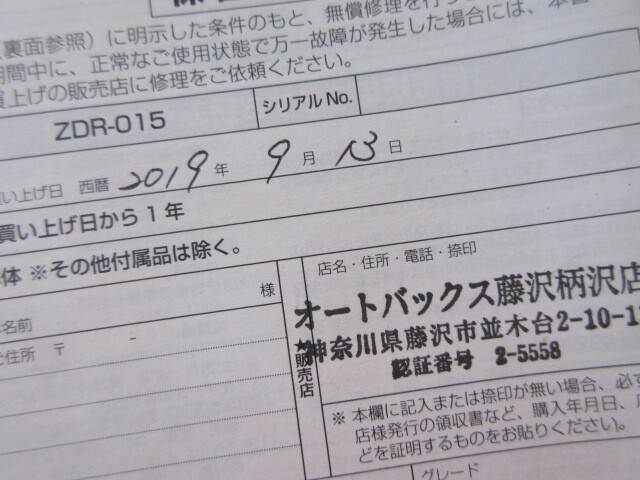 裏面参照）に明示した条件のもと、無償修理を行
期間中に、正常なご使用状態で万一故障が発生した場合には、本書
買い上げの販売店に修理をご依頼ください。
ZDR-015 シリアルNo.
買い上げ日 西暦 2019年 9月 13日
買い上げ日から1年
本体 ※その他付属品は除く。
お名前 様
ご住所 〒 -
販売店
店名・住所・電話・捺印
オートバックス藤沢柄沢店
神奈川県藤沢市並木台2-10-1
認証番号 2-5558
※ 本欄に記入または捺印が無い場合、必ず
店様発行の領収書など、購入年月日、
どを証明するものをお貼りください。
グレード